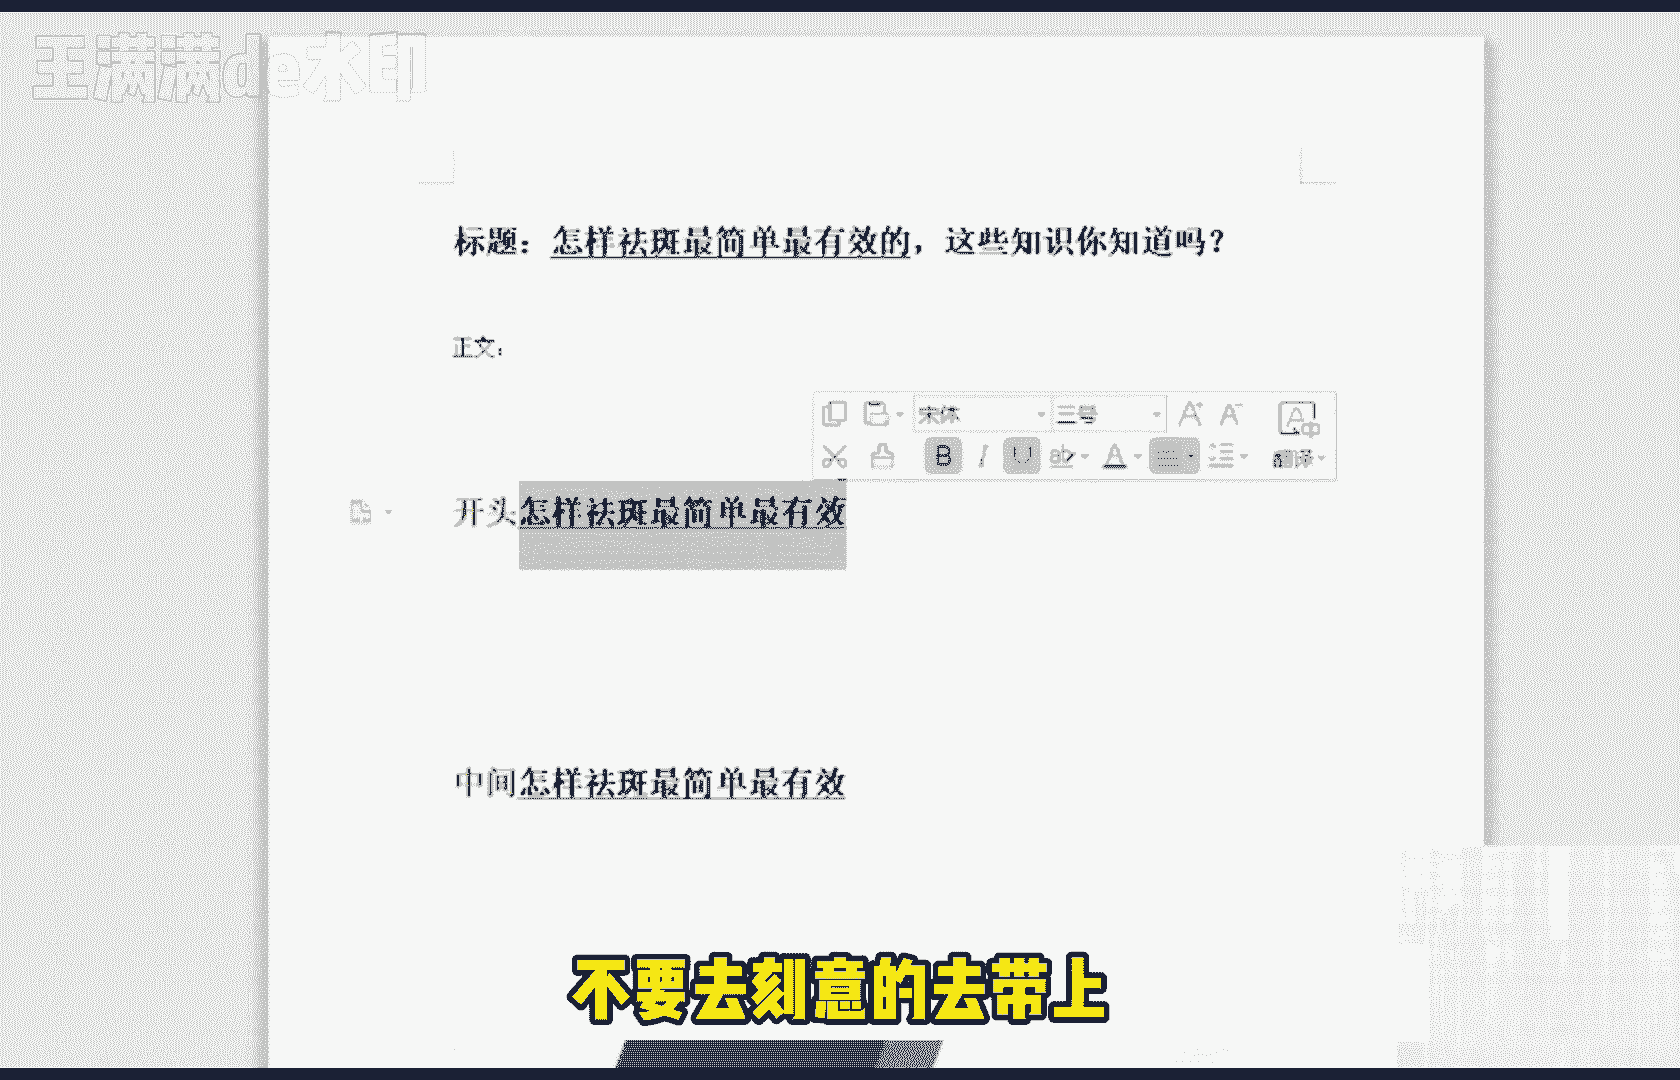 王满满de水印
标题：怎样祛斑最简单最有效的，这些知识你知道吗？
正文：
宋体 三号 A+ A-
B I U ab A 翻译
开头怎样祛斑最简单最有效
中间怎样祛斑最简单最有效
不要去刻意的去带上